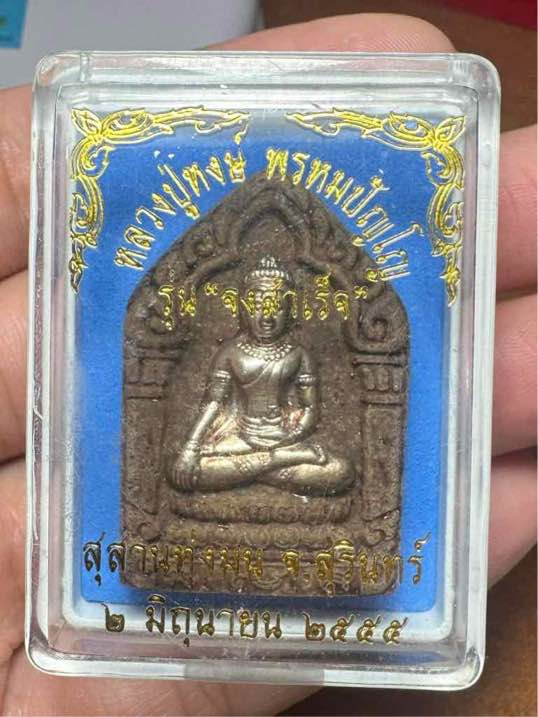 หลวงปู่หงษ์ พรหมปัญโญ
รุ่น "จงสำเร็จ"
สุสานทุ่งมน จ.สุรินทร์
๒ มิถุนายน ๒๕๕๕